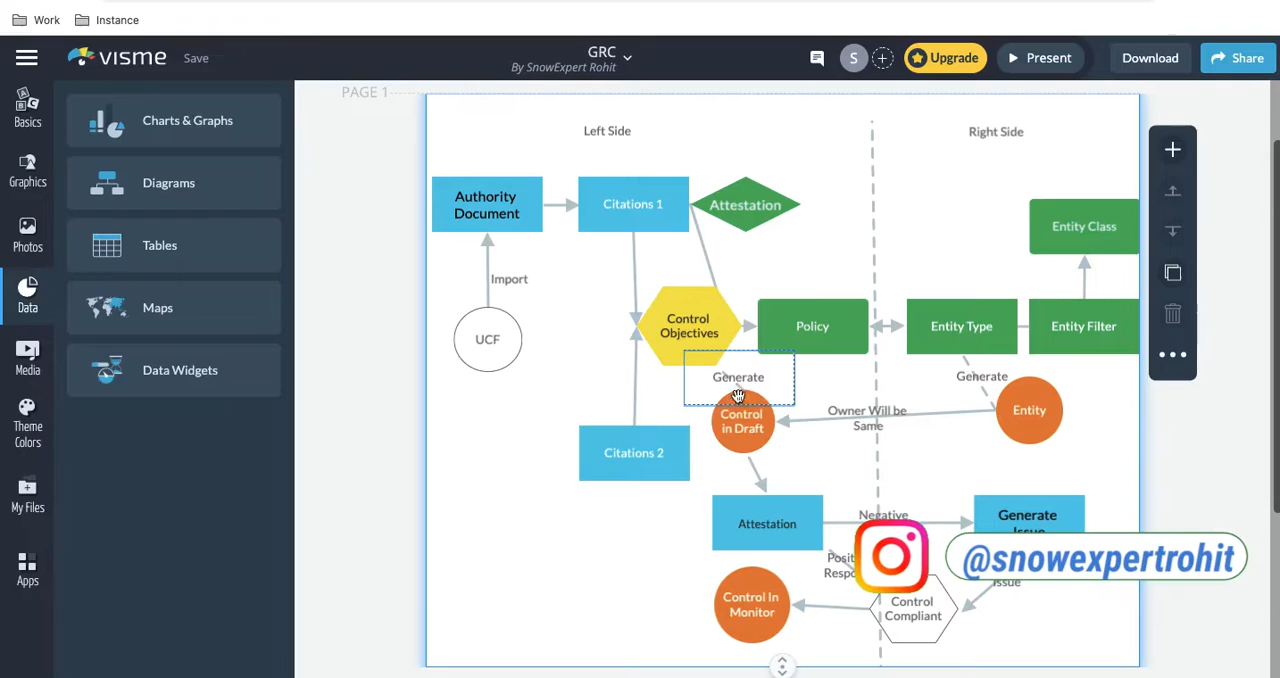 Work
Instance
visme
Save
GRC
By SnowExpert Rohit
S
Upgrade
Present
Download
Share
Basics
Graphics
Photos
Data
Media
Theme
Colors
My Files
Apps
Charts & Graphs
Diagrams
Tables
Maps
Data Widgets
PAGE 1
Left Side
Right Side
Authority
Document
Citations 1
Attestation
Entity Class
Import
UCF
Control
Objectives
Policy
Entity Type
Entity Filter
Generate
Generate
Control
in Draft
Owner Will be
Same
Entity
Citations 2
Attestation
Negative
Generate
Issue
@snowexpertrohit
Issue
Control In
Monitor
Control
Compliant